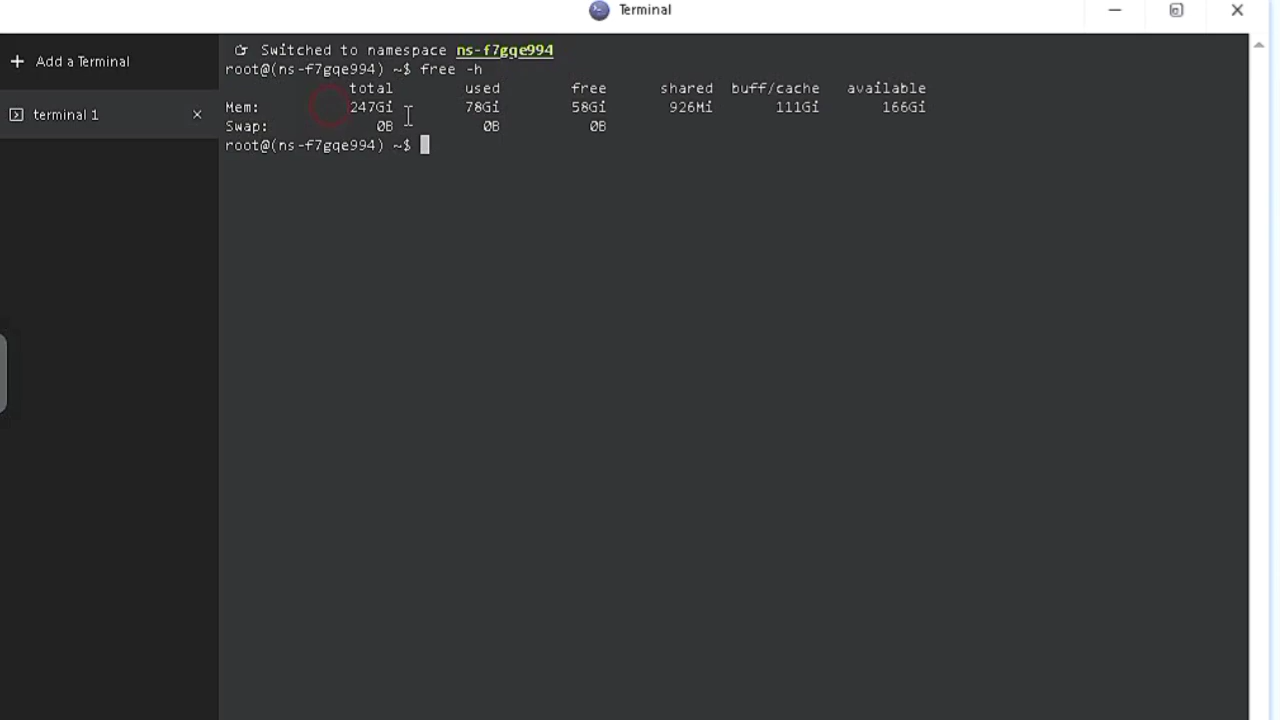 Terminal
Add a Terminal
terminal 1
Switched to namespace ns-f7gqe994
root@(ns-f7gqe994) ~$ free -h
total used free shared buff/cache available
Mem: 247Gi 78Gi 58Gi 926Mi 111Gi 166Gi
Swap: 0B 0B 0B
root@(ns-f7gqe994) ~$